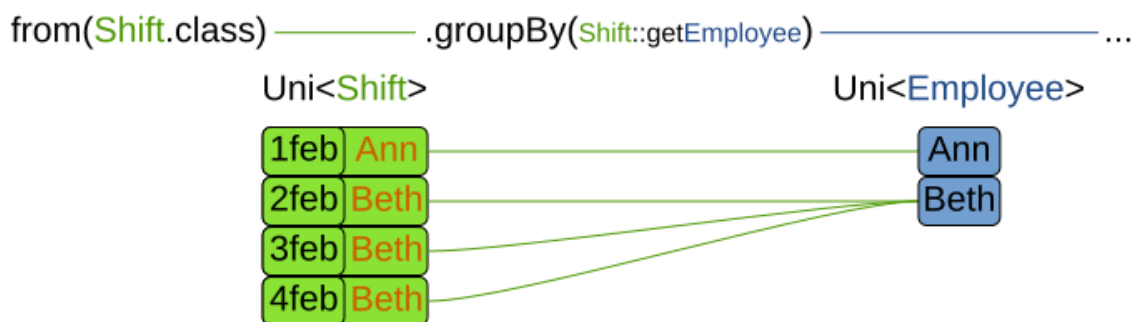 from(Shift.class) .groupBy(Shift::getEmployee) ...
Uni<Shift> Uni<Employee>
1feb Ann Ann
2feb Beth Beth
3feb Beth
4feb Beth